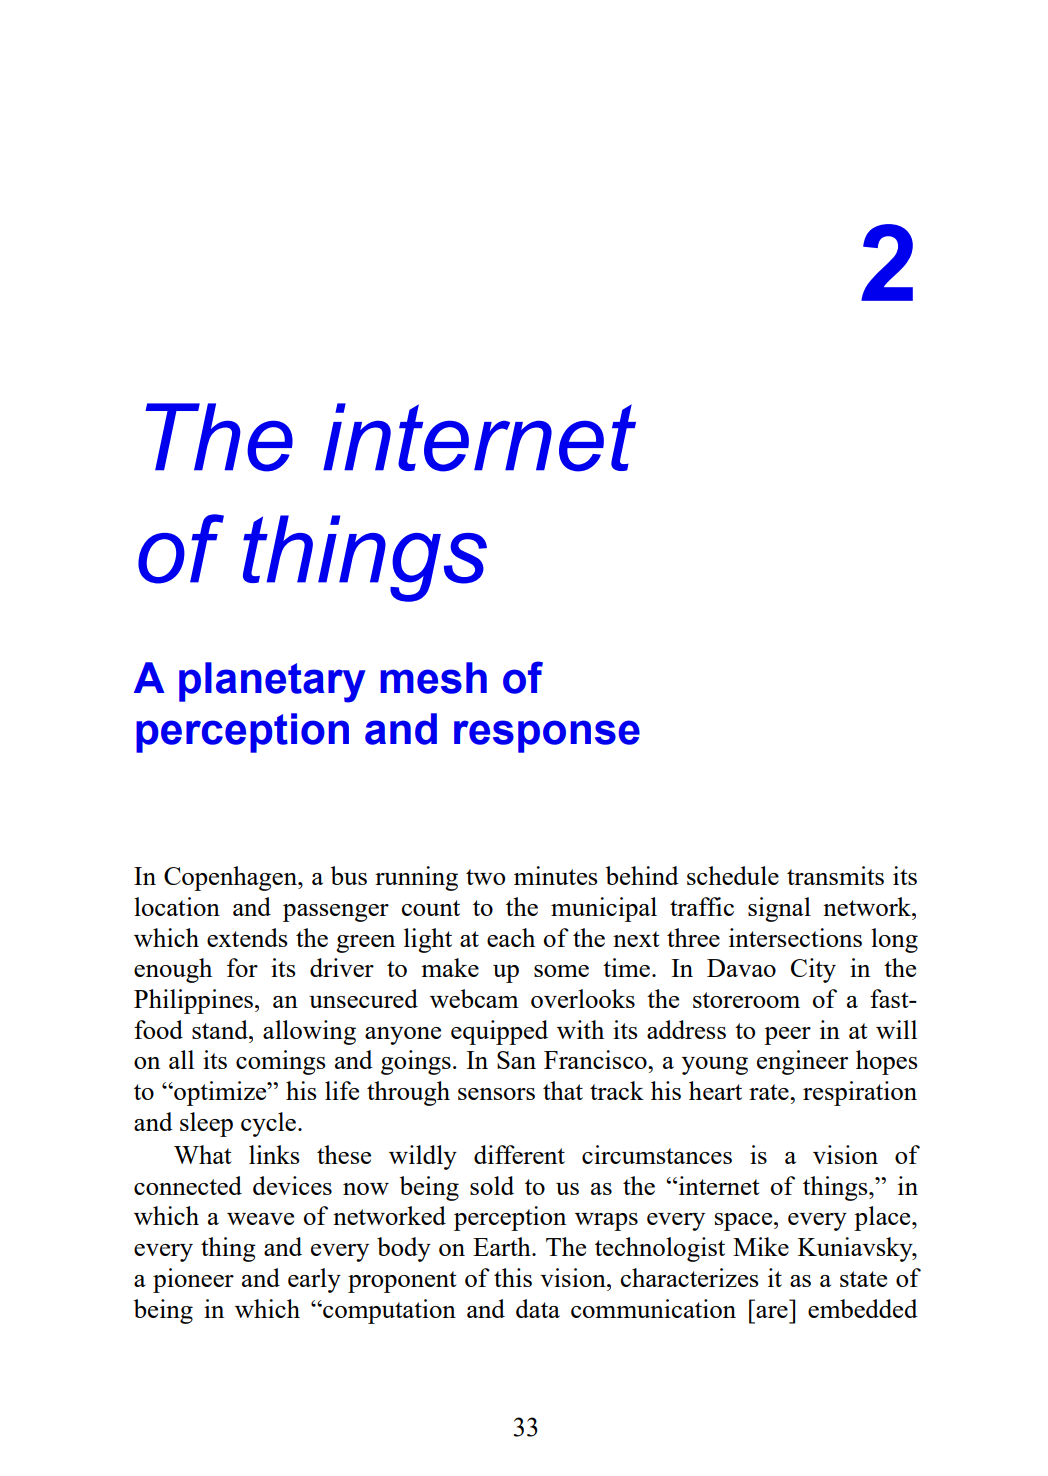 2
The internet
of things
A planetary mesh of
perception and response
In Copenhagen, a bus running two minutes behind schedule transmits its
location and passenger count to the municipal traffic signal network,
which extends the green light at each of the next three intersections long
enough for its driver to make up some time. In Davao City in the
Philippines, an unsecured webcam overlooks the storeroom of a fast-
food stand, allowing anyone equipped with its address to peer in at will
on all its comings and goings. In San Francisco, a young engineer hopes
to “optimize” his life through sensors that track his heart rate, respiration
and sleep cycle.
What links these wildly different circumstances is a vision of
connected devices now being sold to us as the “internet of things,” in
which a weave of networked perception wraps every space, every place,
every thing and every body on Earth. The technologist Mike Kuniavsky,
a pioneer and early proponent of this vision, characterizes it as a state of
being in which “computation and data communication [are] embedded
33